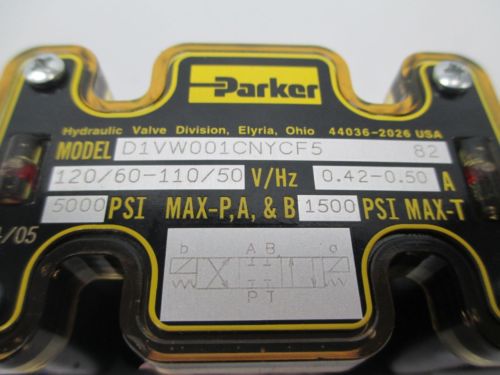 Parker
Hydraulic Valve Division, Elyria, Ohio 44036-2026 USA
MODEL D1VW001CNYCF5 82
120/60-110/50 V/Hz 0.42-0.50 A
5000 PSI MAX-P,A, & B 1500 PSI MAX-T
/05
b A B a
P T